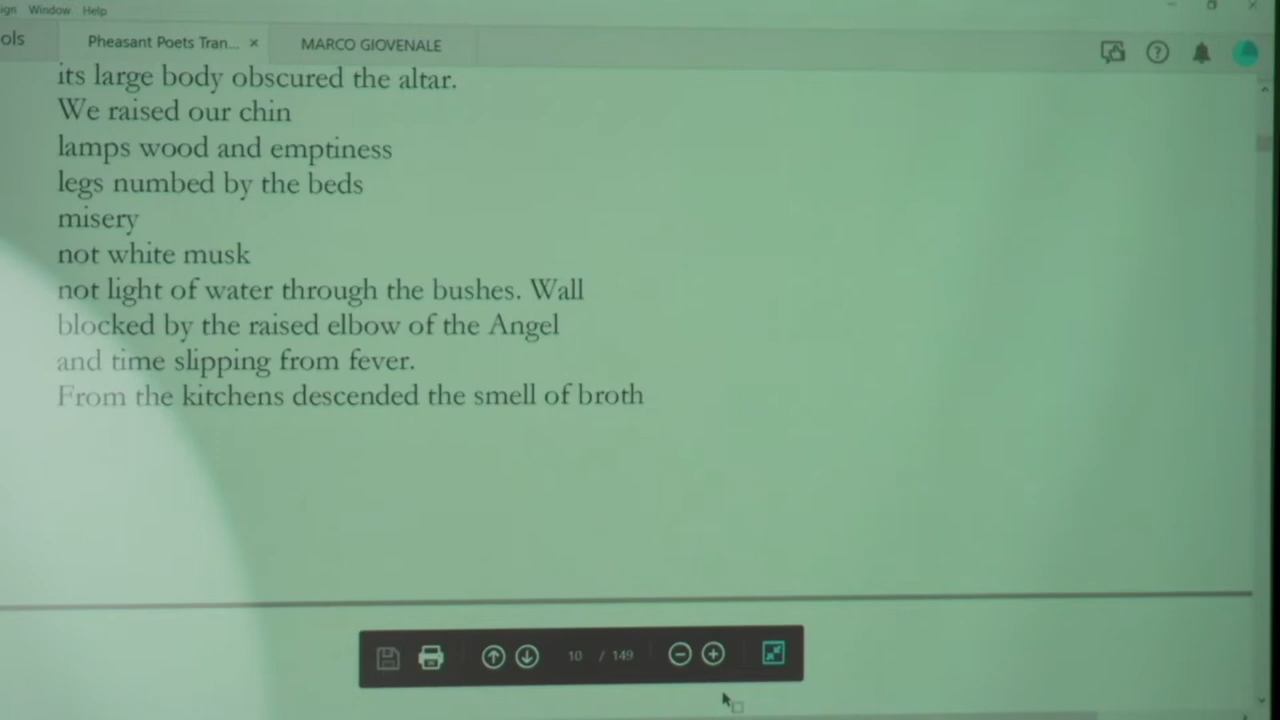 ign Window Help
ols
Pheasant Poets Tran... ×
MARCO GIOVENALE
its large body obscured the altar.
We raised our chin
lamps wood and emptiness
legs numbed by the beds
misery
not white musk
not light of water through the bushes. Wall
blocked by the raised elbow of the Angel
and time slipping from fever.
From the kitchens descended the smell of broth
10 / 149